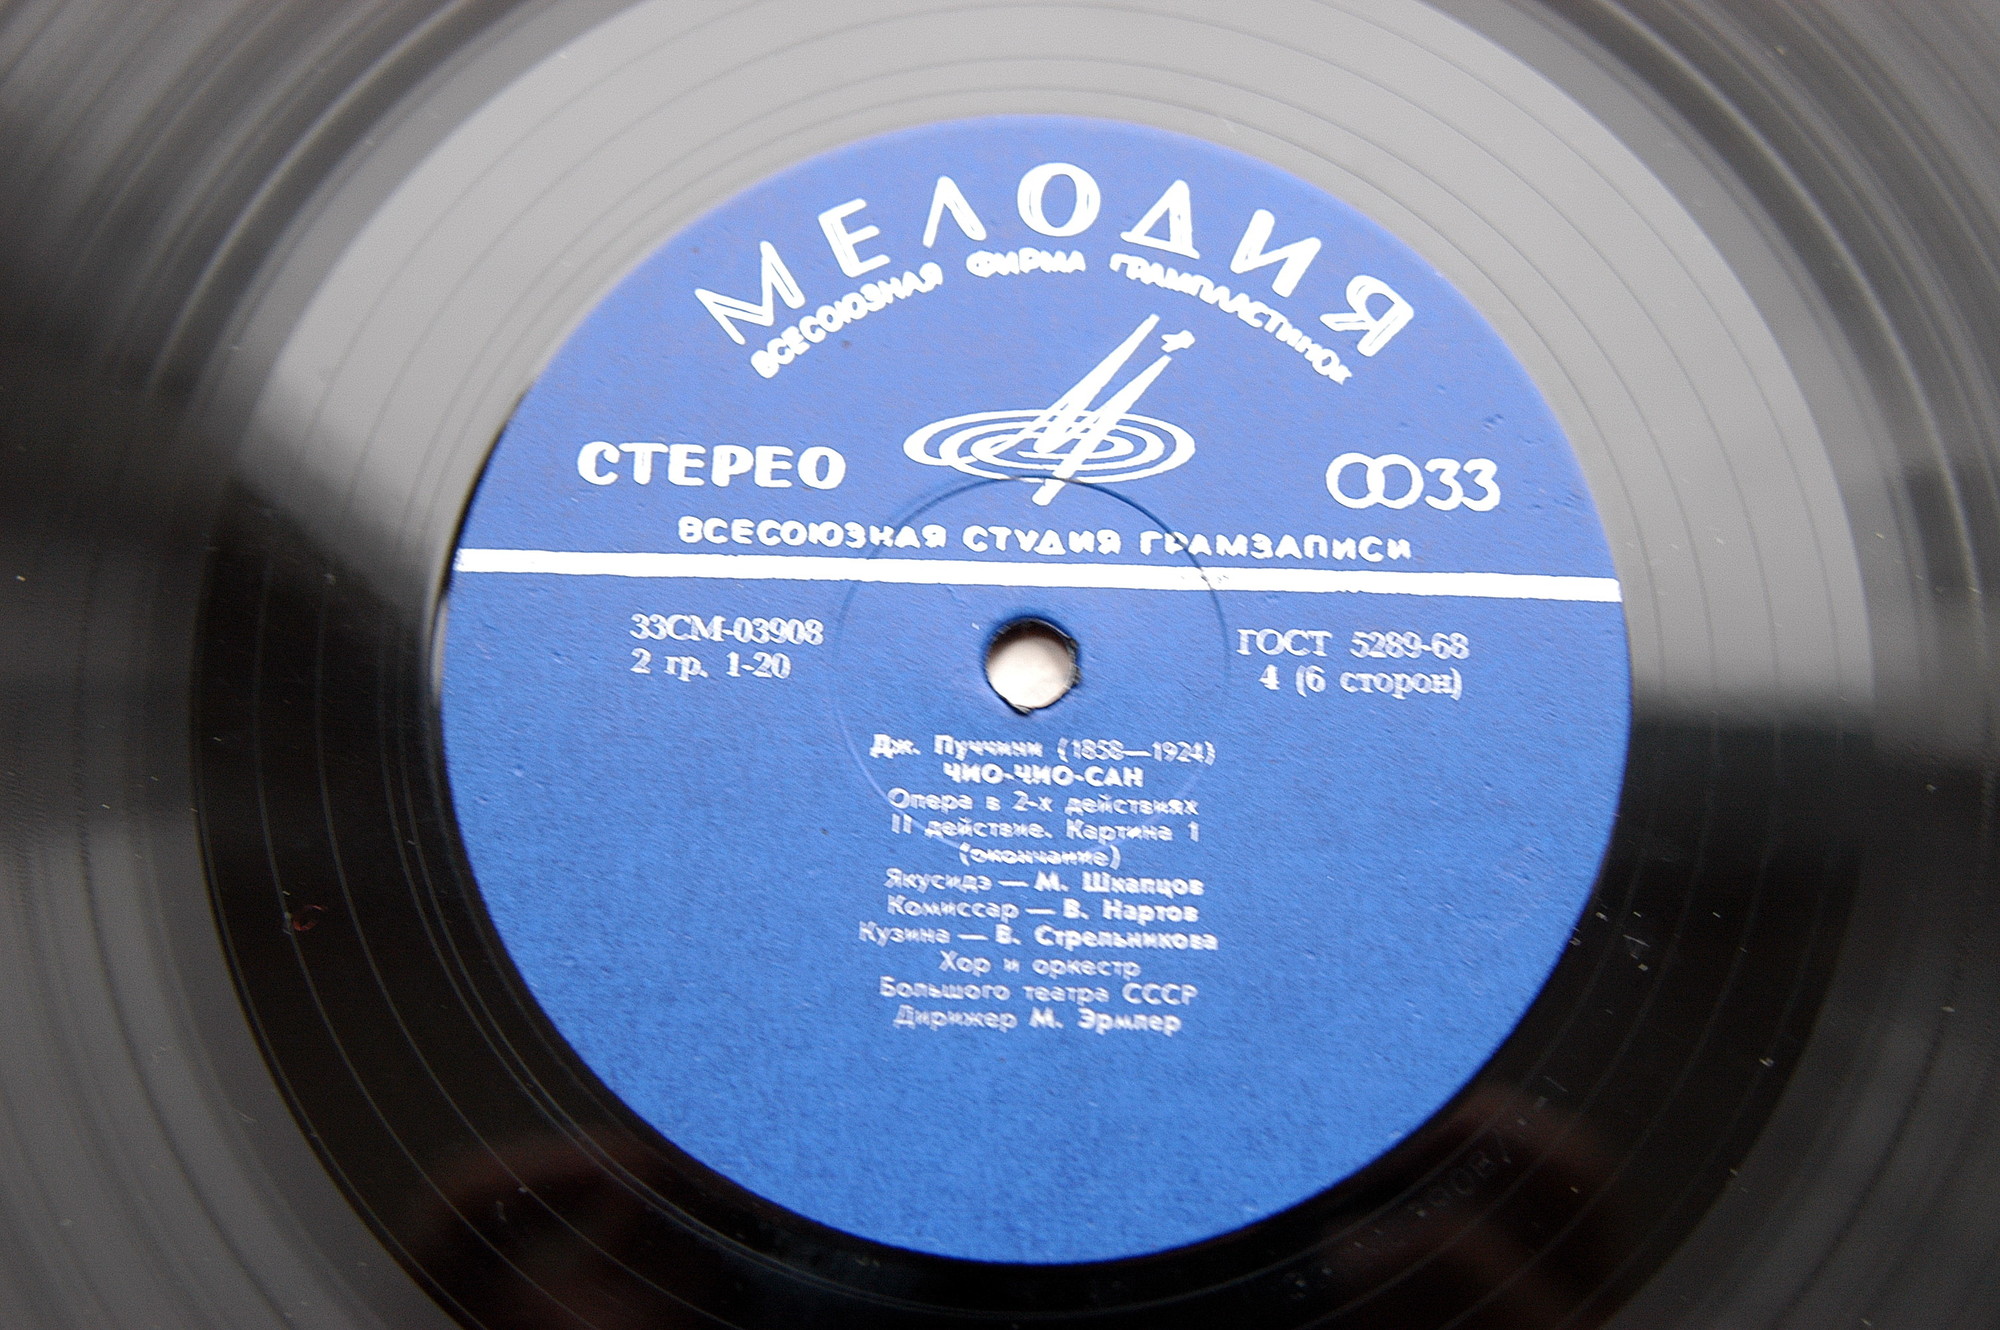 МЕЛОДИЯ
ВСЕСОЮЗНАЯ ФИРМА ГРАМПЛАСТИНОК
СТЕРЕО
33
ВСЕСОЮЗНАЯ СТУДИЯ ГРАМЗАПИСИ
33СМ-03908
2 гр. 1-20
ГОСТ 5289-68
4 (6 сторон)
Дж. Пуччини (1858—1924)
ЧИО-ЧИО-САН
Опера в 2-х действиях
II действие. Картина 1
(окончание)
Якусидэ — М. Шкапцов
Комиссар — В. Нартов
Кузина — В. Стрельникова
Хор и оркестр
Большого театра СССР
Дирижер М. Эрмлер